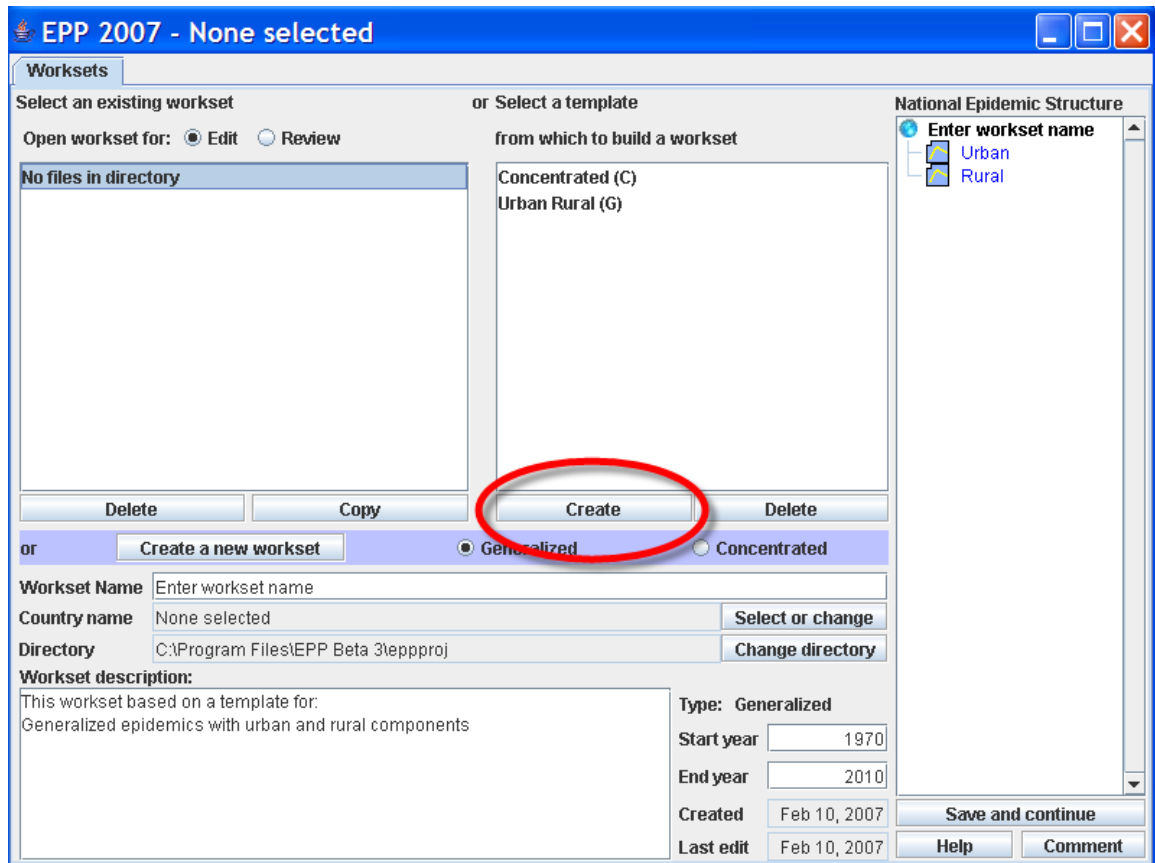 EPP 2007 - None selected
Worksets
Select an existing workset
or Select a template
National Epidemic Structure
Open workset for: Edit Review
from which to build a workset
Enter workset name
Urban
Rural
No files in directory
Concentrated (C)
Urban Rural (G)
Delete Copy
Create Delete
or Create a new workset Generalized Concentrated
Workset Name Enter workset name
Country name None selected Select or change
Directory C:\Program Files\EPP Beta 3\eppproj Change directory
Workset description:
This workset based on a template for:
Generalized epidemics with urban and rural components
Type: Generalized
Start year 1970
End year 2010
Created Feb 10, 2007
Last edit Feb 10, 2007
Save and continue
Help Comment